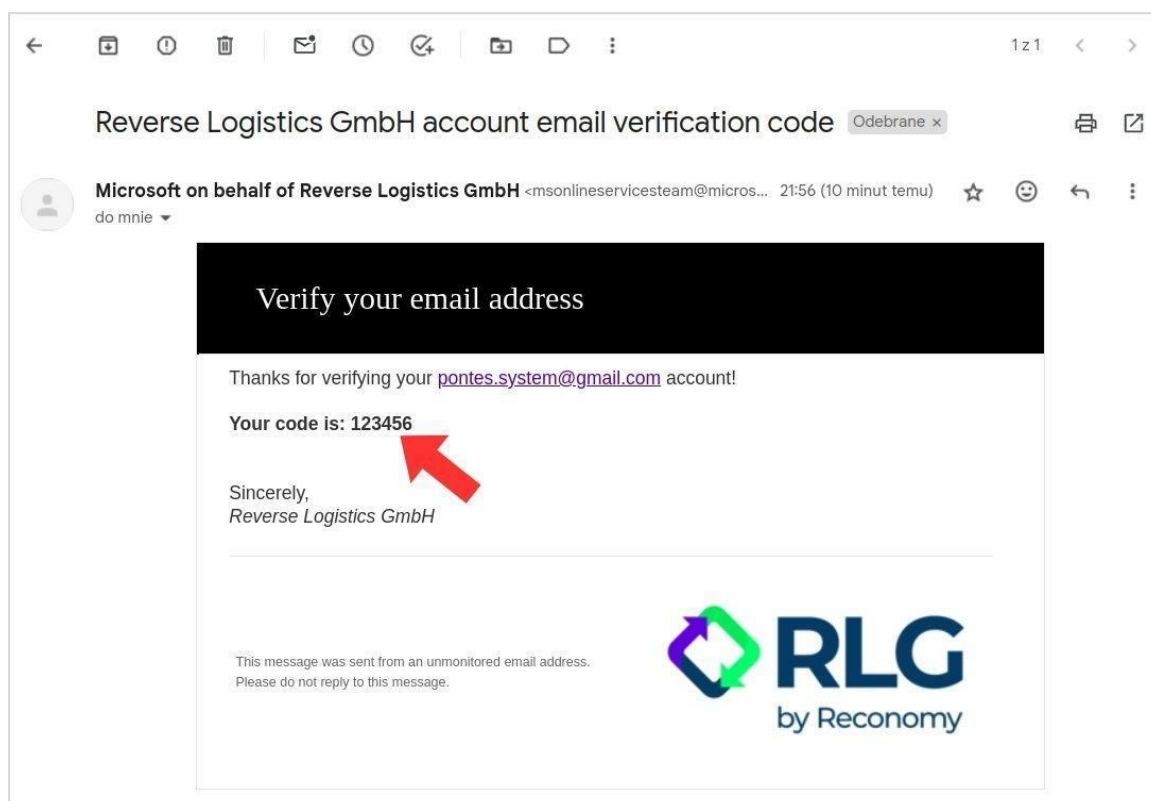 1 z 1
Reverse Logistics GmbH account email verification code Odebrane ×
Microsoft on behalf of Reverse Logistics GmbH <msonlineservicesteam@micros... 21:56 (10 minut temu)
do mnie
Verify your email address
Thanks for verifying your pontes.system@gmail.com account!
Your code is: 123456
Sincerely,
Reverse Logistics GmbH
This message was sent from an unmonitored email address.
Please do not reply to this message.
RLG
by Reconomy